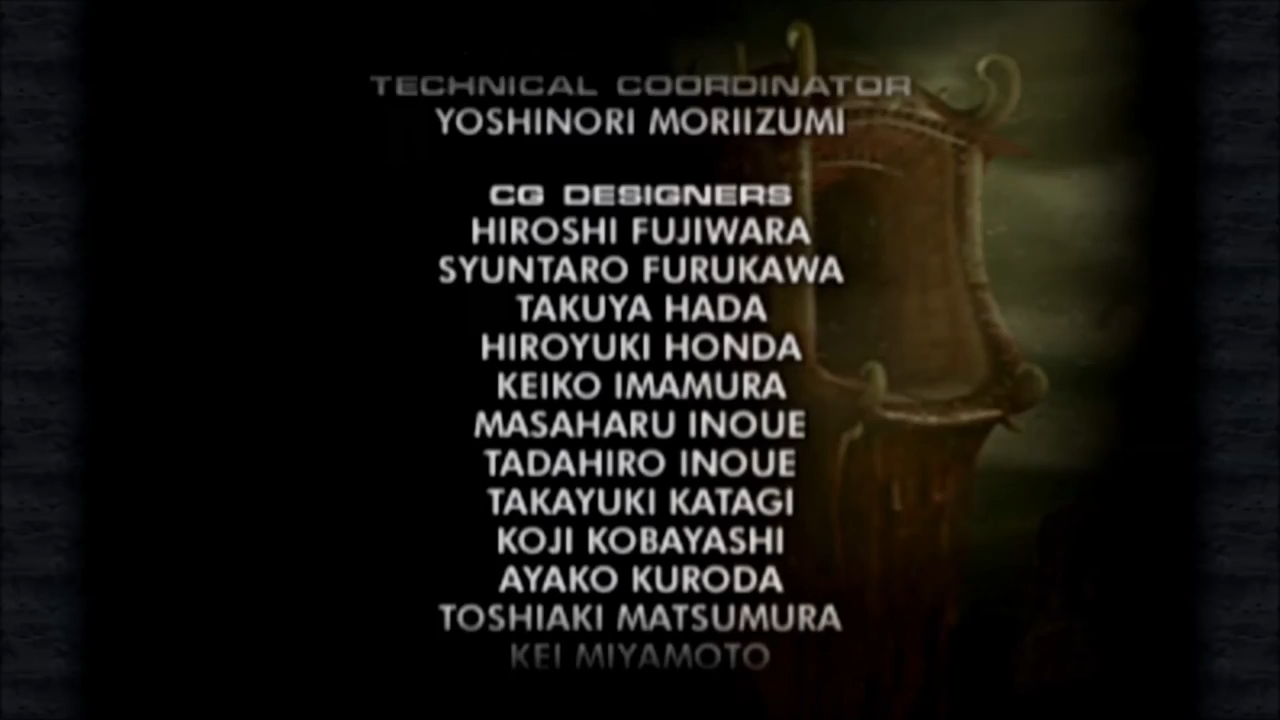 TECHNICAL COORDINATOR
YOSHINORI MORIIZUMI
CG DESIGNERS
HIROSHI FUJIWARA
SYUNTARO FURUKAWA
TAKUYA HADA
HIROYUKI HONDA
KEIKO IMAMURA
MASAHARU INOUE
TADAHIRO INOUE
TAKAYUKI KATAGI
KOJI KOBAYASHI
AYAKO KURODA
TOSHIAKI MATSUMURA
KEI MIYAMOTO